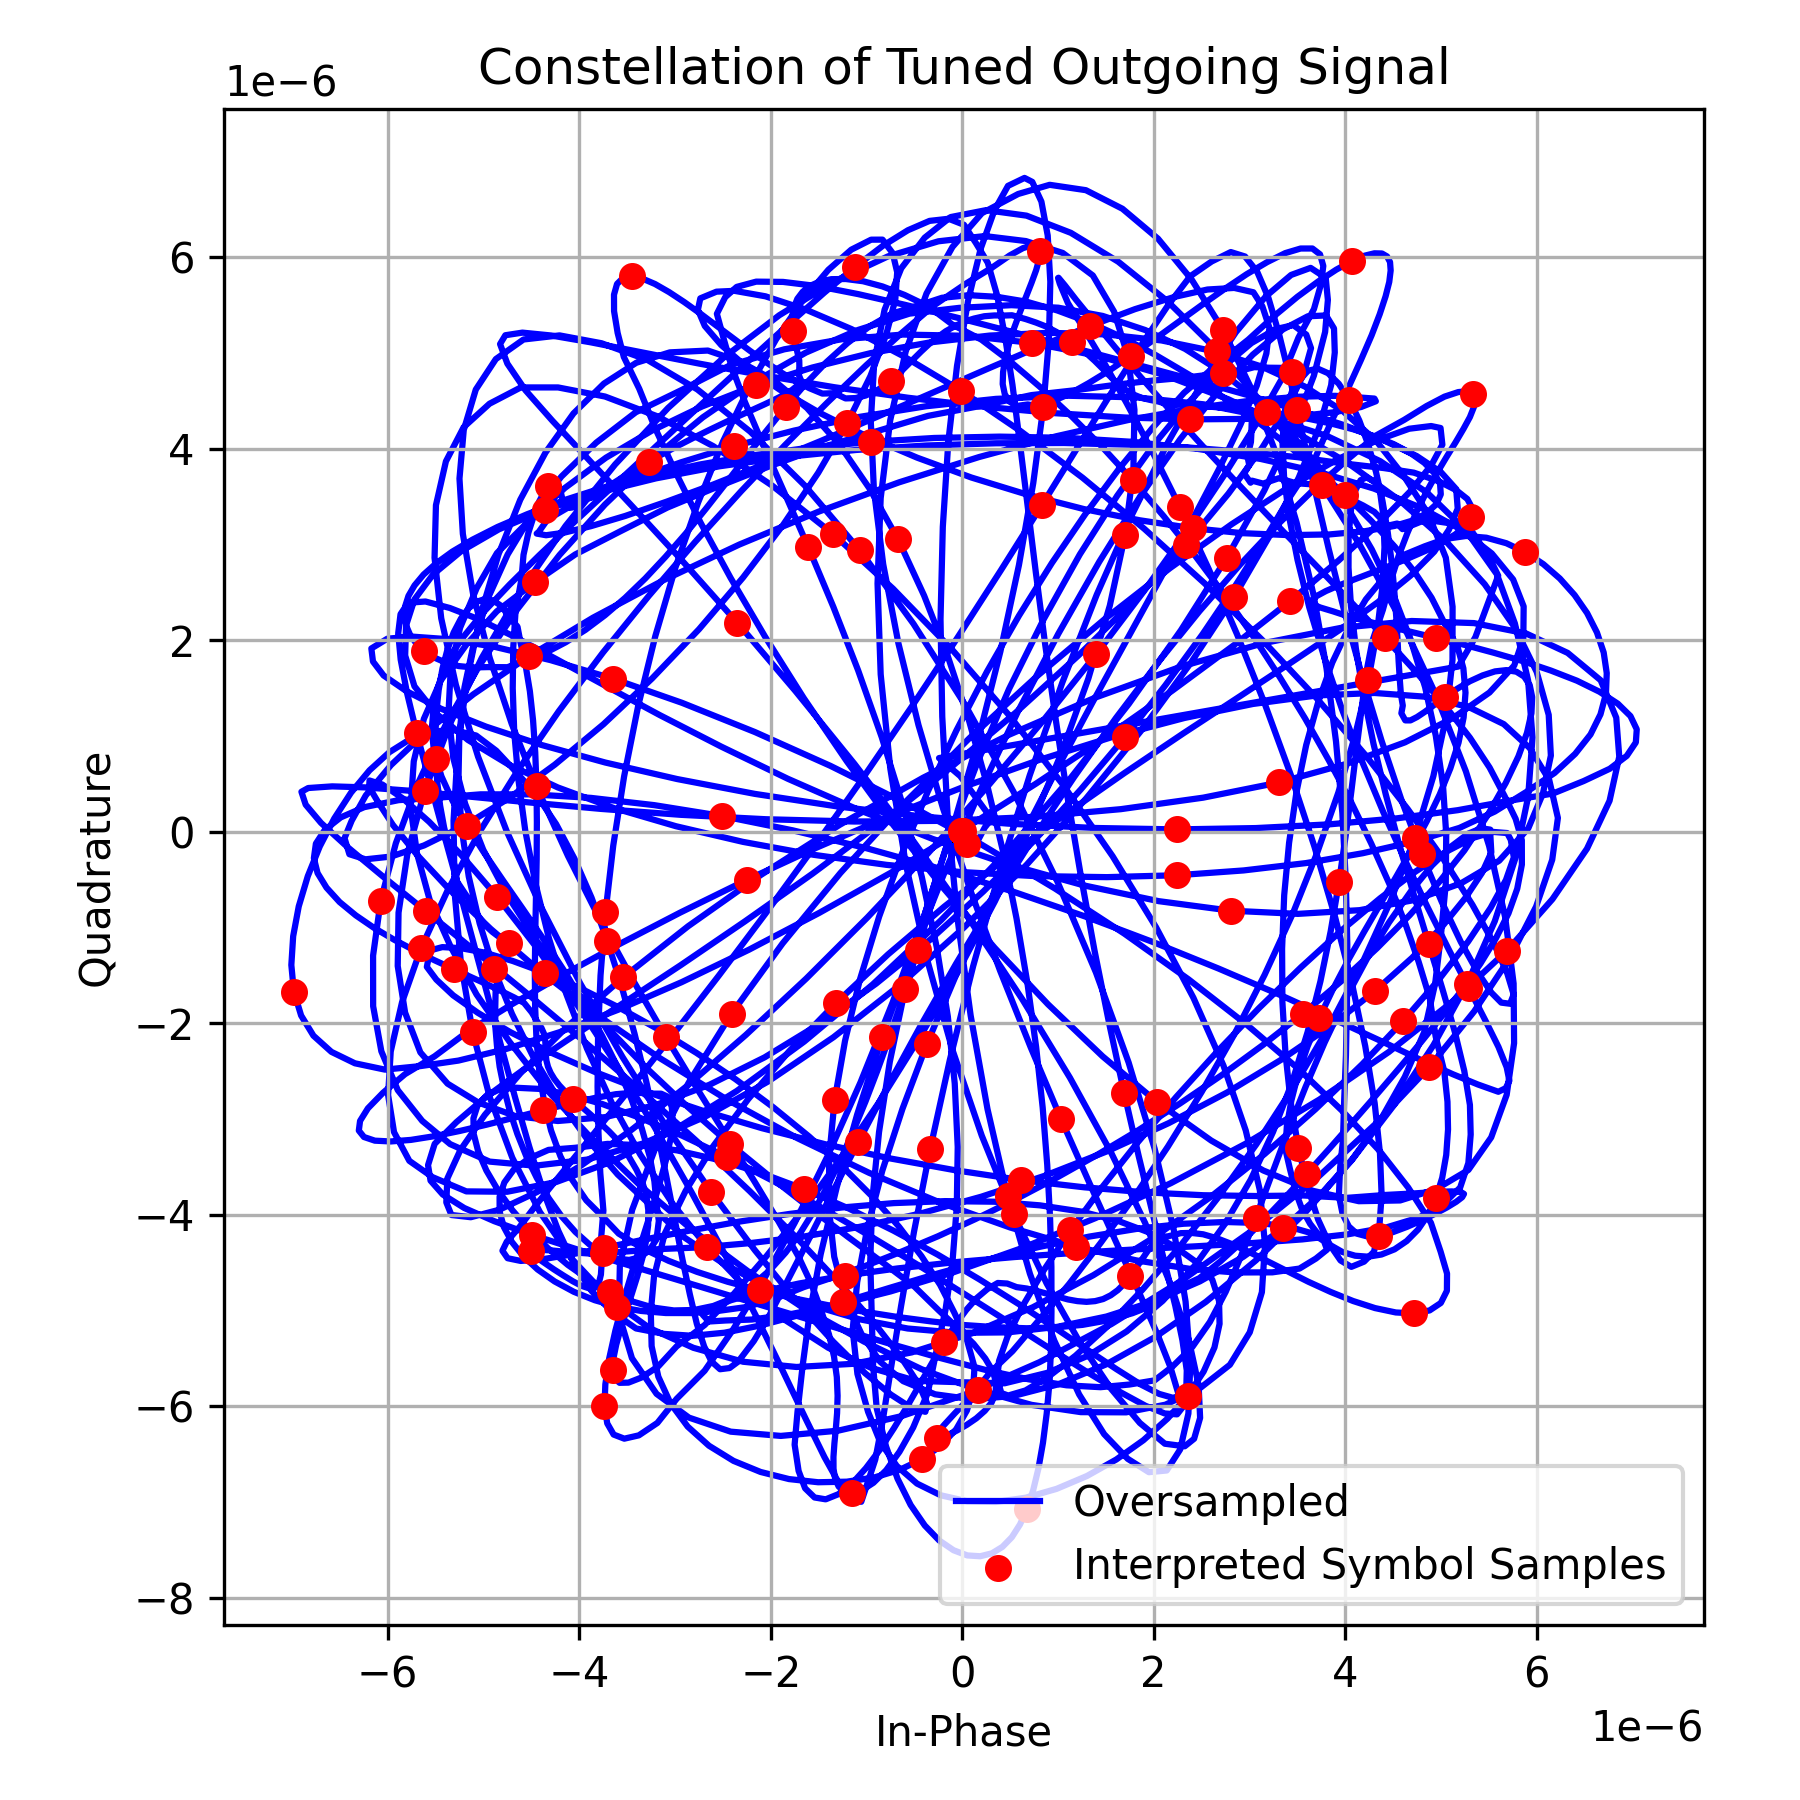 Constellation of Tuned Outgoing Signal
1e−6
6
4
2
0
−2
−4
−6
−8
Quadrature
Oversampled
Interpreted Symbol Samples
−6 −4 −2 0 2 4 6
In-Phase
1e−6